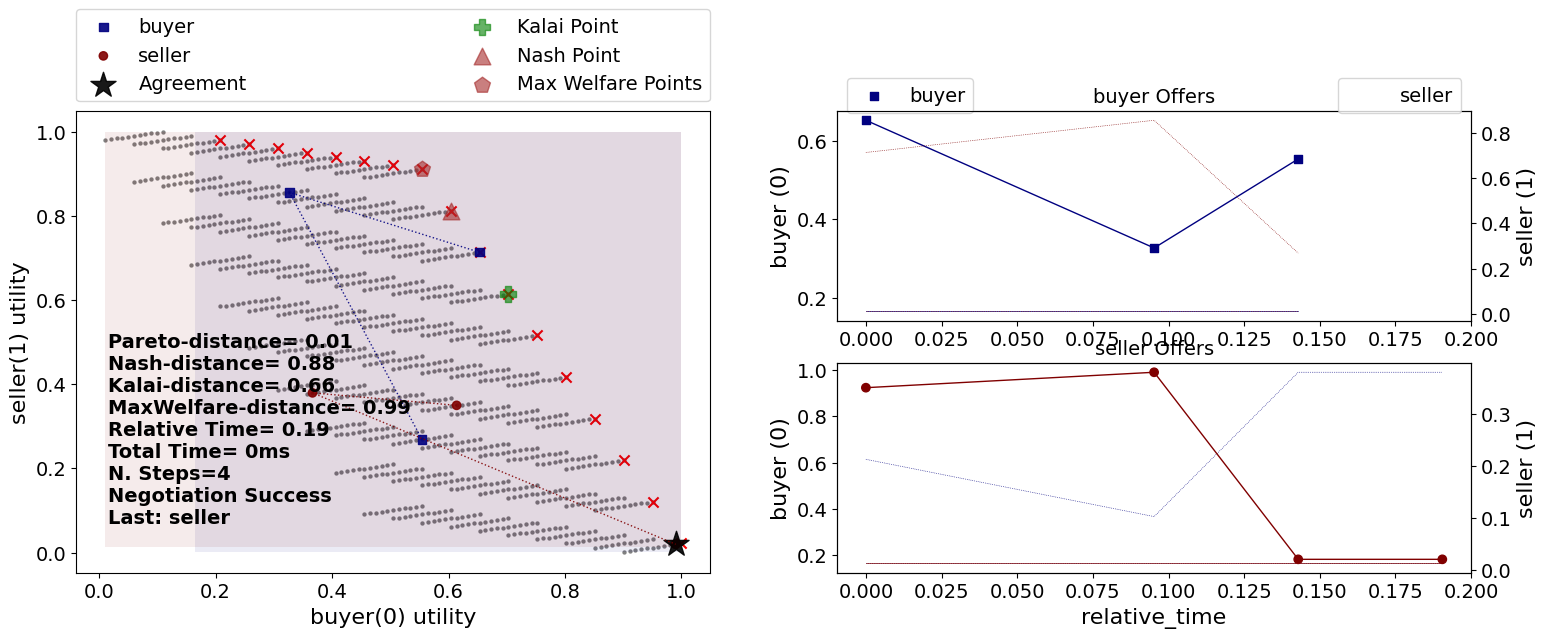 buyer
seller
Agreement
Kalai Point
Nash Point
Max Welfare Points
1.0
0.8
0.6
0.4
0.2
0.0
seller(1) utility
Pareto-distance= 0.01
Nash-distance= 0.88
Kalai-distance= 0.66
MaxWelfare-distance= 0.99
Relative Time= 0.19
Total Time= 0ms
N. Steps=4
Negotiation Success
Last: seller
0.0 0.2 0.4 0.6 0.8 1.0
buyer(0) utility
buyer
buyer Offers
seller
0.6
0.4
0.2
buyer (0)
0.8
0.6
0.4
0.2
0.0
seller (1)
0.000 0.025 0.050 0.075 0.100 0.125 0.150 0.175 0.200
seller Offers
1.0
0.8
0.6
0.4
0.2
buyer (0)
0.3
0.2
0.1
0.0
seller (1)
0.000 0.025 0.050 0.075 0.100 0.125 0.150 0.175 0.200
relative_time